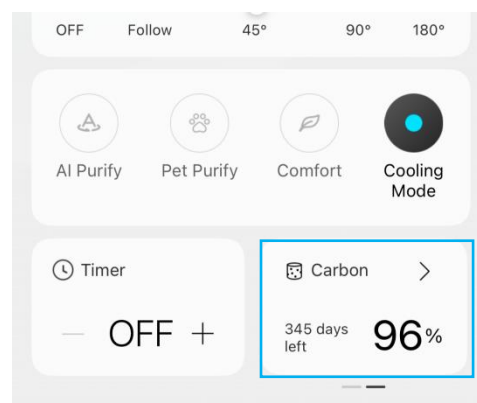 OFF Follow 45° 90° 180°
AI Purify Pet Purify Comfort Cooling
Mode
Timer Carbon
OFF 345 days
left 96%